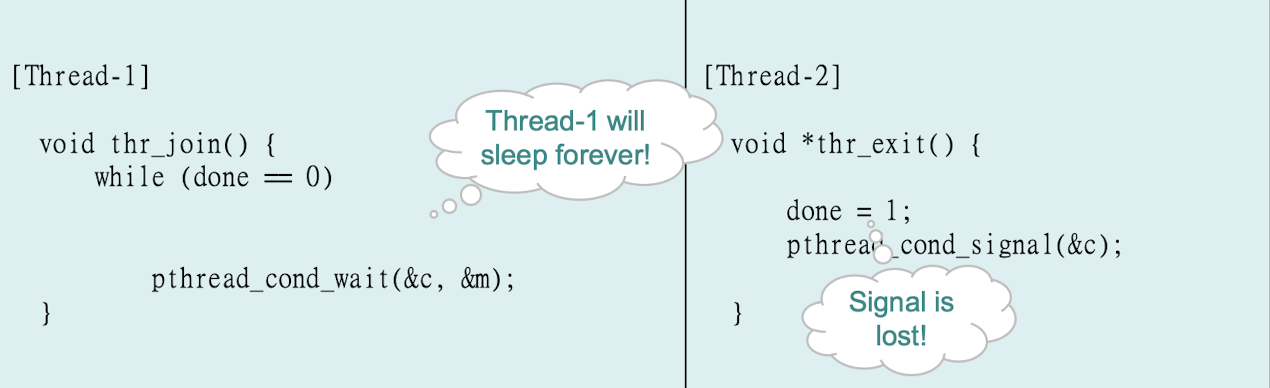 [Thread-1]
void thr_join() {
while (done == 0)
pthread_cond_wait(&c, &m);
}
Thread-1 will
sleep forever!
[Thread-2]
void *thr_exit() {
done = 1;
pthread_cond_signal(&c);
}
Signal is
lost!